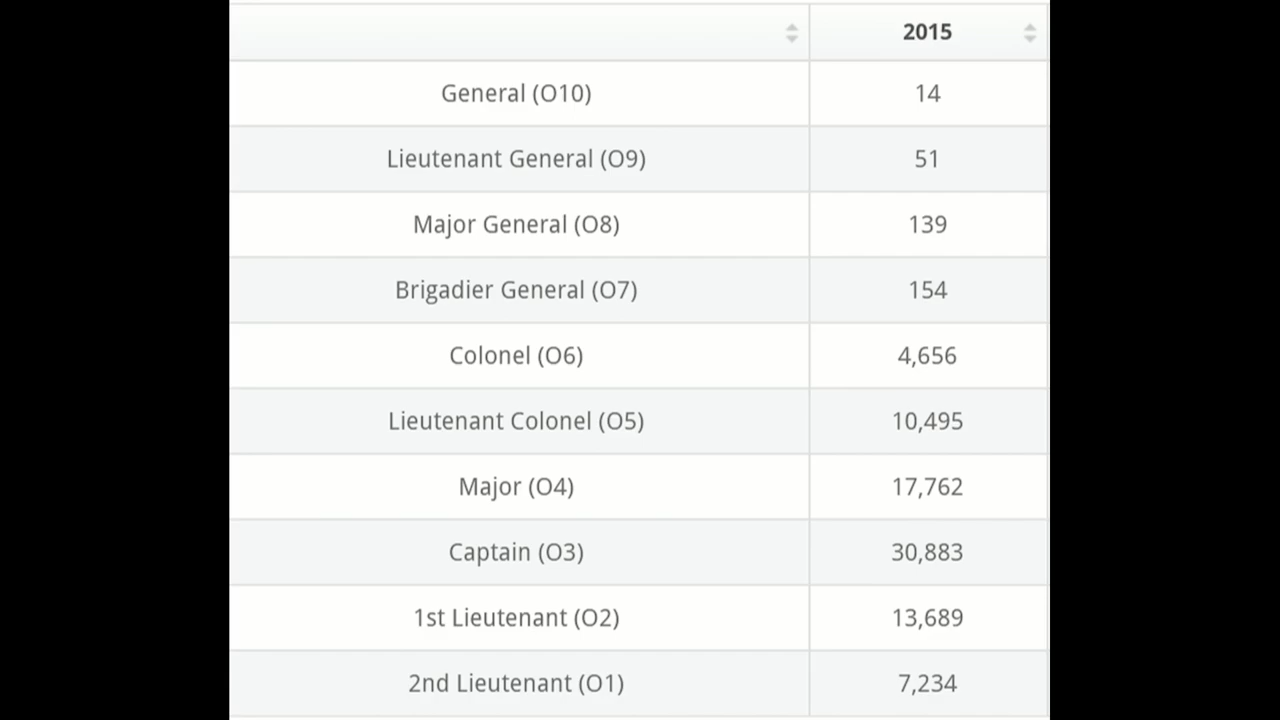 2015
General (O10) 14
Lieutenant General (O9) 51
Major General (O8) 139
Brigadier General (O7) 154
Colonel (O6) 4,656
Lieutenant Colonel (O5) 10,495
Major (O4) 17,762
Captain (O3) 30,883
1st Lieutenant (O2) 13,689
2nd Lieutenant (O1) 7,234